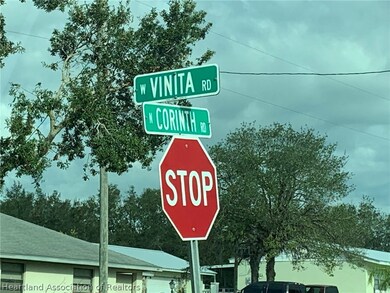 W VINITA RD
N CORINTH RD
STOP
Heartland Association of Realtors